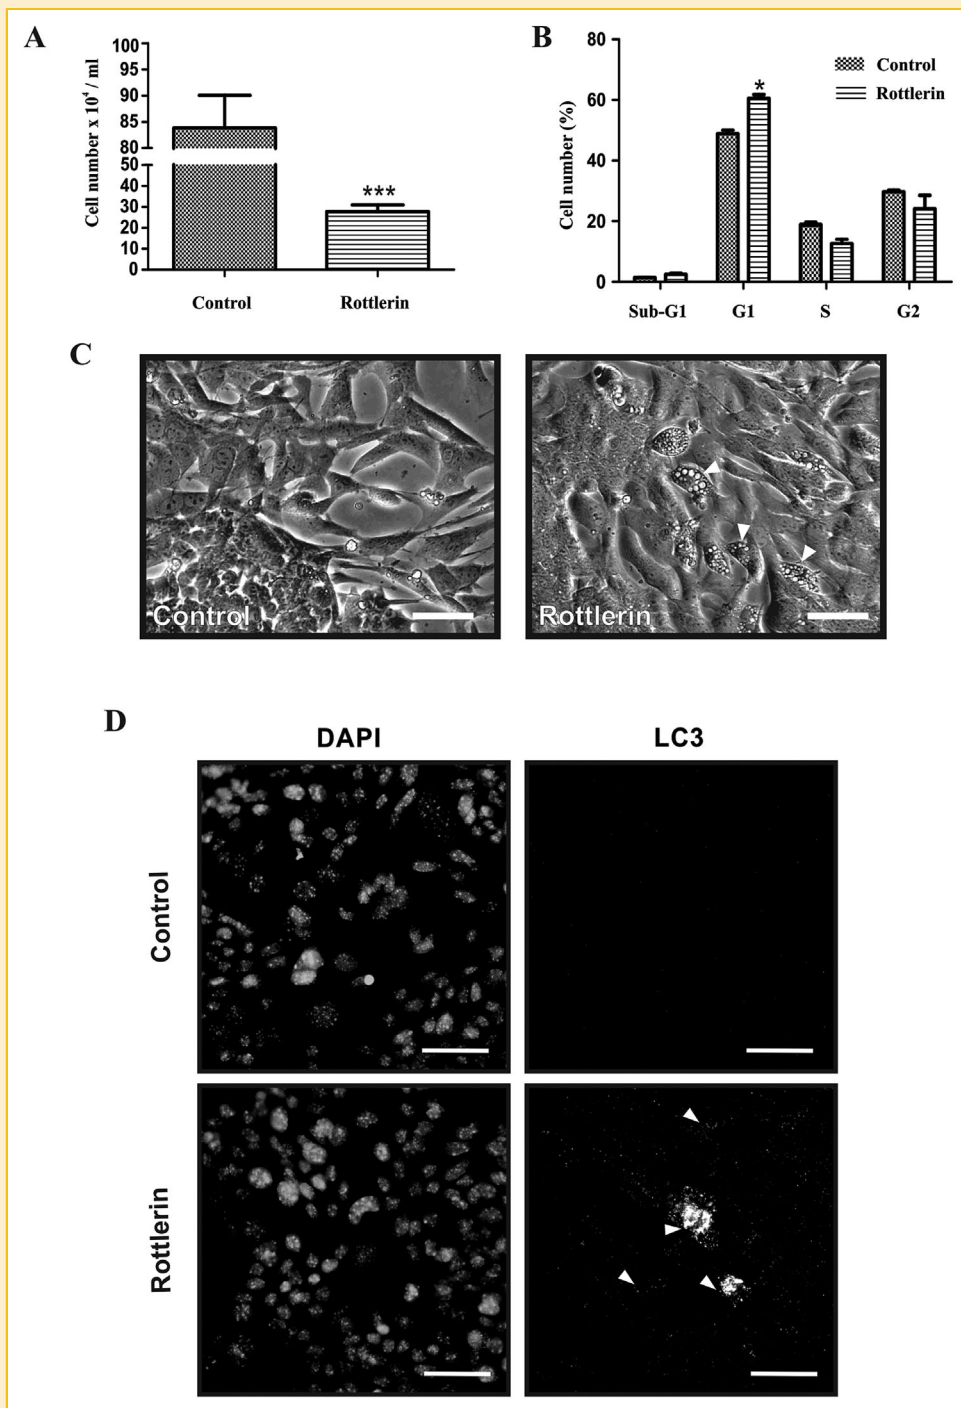 A
Cell number x 10⁴ / ml
100
95
90
85
80
50
40
30
20
10
0
***
Control
Rottlerin
B
Cell number (%)
80
60
40
20
0
*
Control
Rottlerin
Sub-G1
G1
S
G2
C
Control
Rottlerin
D
DAPI
LC3
Control
Rottlerin